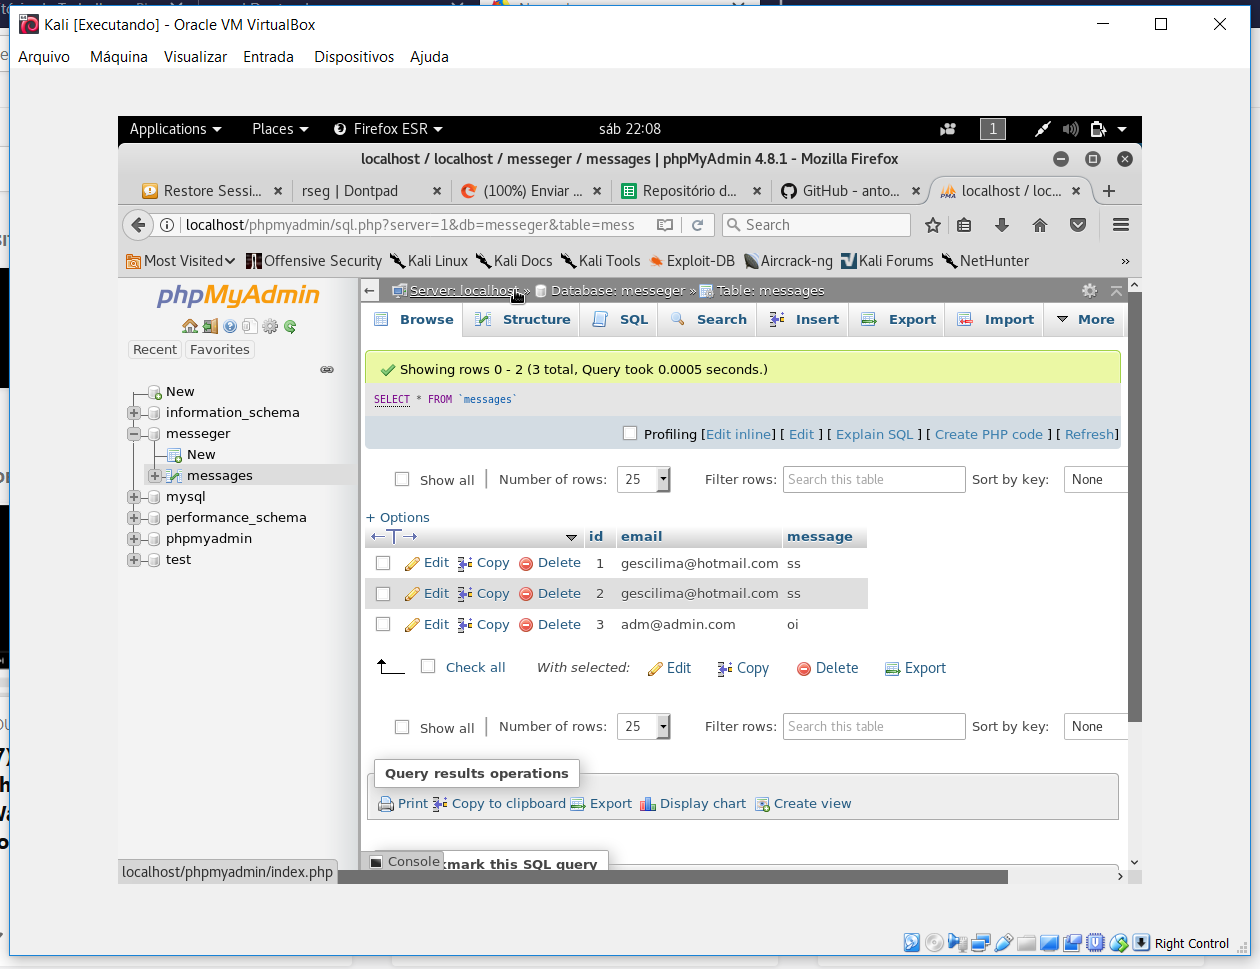 Kali [Executando] - Oracle VM VirtualBox
Arquivo Máquina Visualizar Entrada Dispositivos Ajuda
Applications Places Firefox ESR sáb 22:08 1
localhost / localhost / messeger / messages | phpMyAdmin 4.8.1 - Mozilla Firefox
Restore Sessi... rseg | Dontpad (100%) Enviar ... Repositório d... GitHub - anto... localhost / loc...
localhost/phpmyadmin/sql.php?server=1&db=messeger&table=mess Search
Most Visited Offensive Security Kali Linux Kali Docs Kali Tools Exploit-DB Aircrack-ng Kali Forums NetHunter »
phpMyAdmin
Recent Favorites
New
information_schema
messeger
New
messages
mysql
performance_schema
phpmyadmin
test
Server: localhost » Database: messeger » Table: messages
Browse Structure SQL Search Insert Export Import More
Showing rows 0 - 2 (3 total, Query took 0.0005 seconds.)
SELECT * FROM `messages`
Profiling [Edit inline] [ Edit ] [ Explain SQL ] [ Create PHP code ] [ Refresh]
Show all Number of rows: 25 Filter rows: Search this table Sort by key: None
+ Options
←T→ id email message
Edit Copy Delete 1 gescilima@hotmail.com ss
Edit Copy Delete 2 gescilima@hotmail.com ss
Edit Copy Delete 3 adm@admin.com oi
Check all With selected: Edit Copy Delete Export
Show all Number of rows: 25 Filter rows: Search this table Sort by key: None
Query results operations
Print Copy to clipboard Export Display chart Create view
Console kmark this SQL query
localhost/phpmyadmin/index.php
Right Control